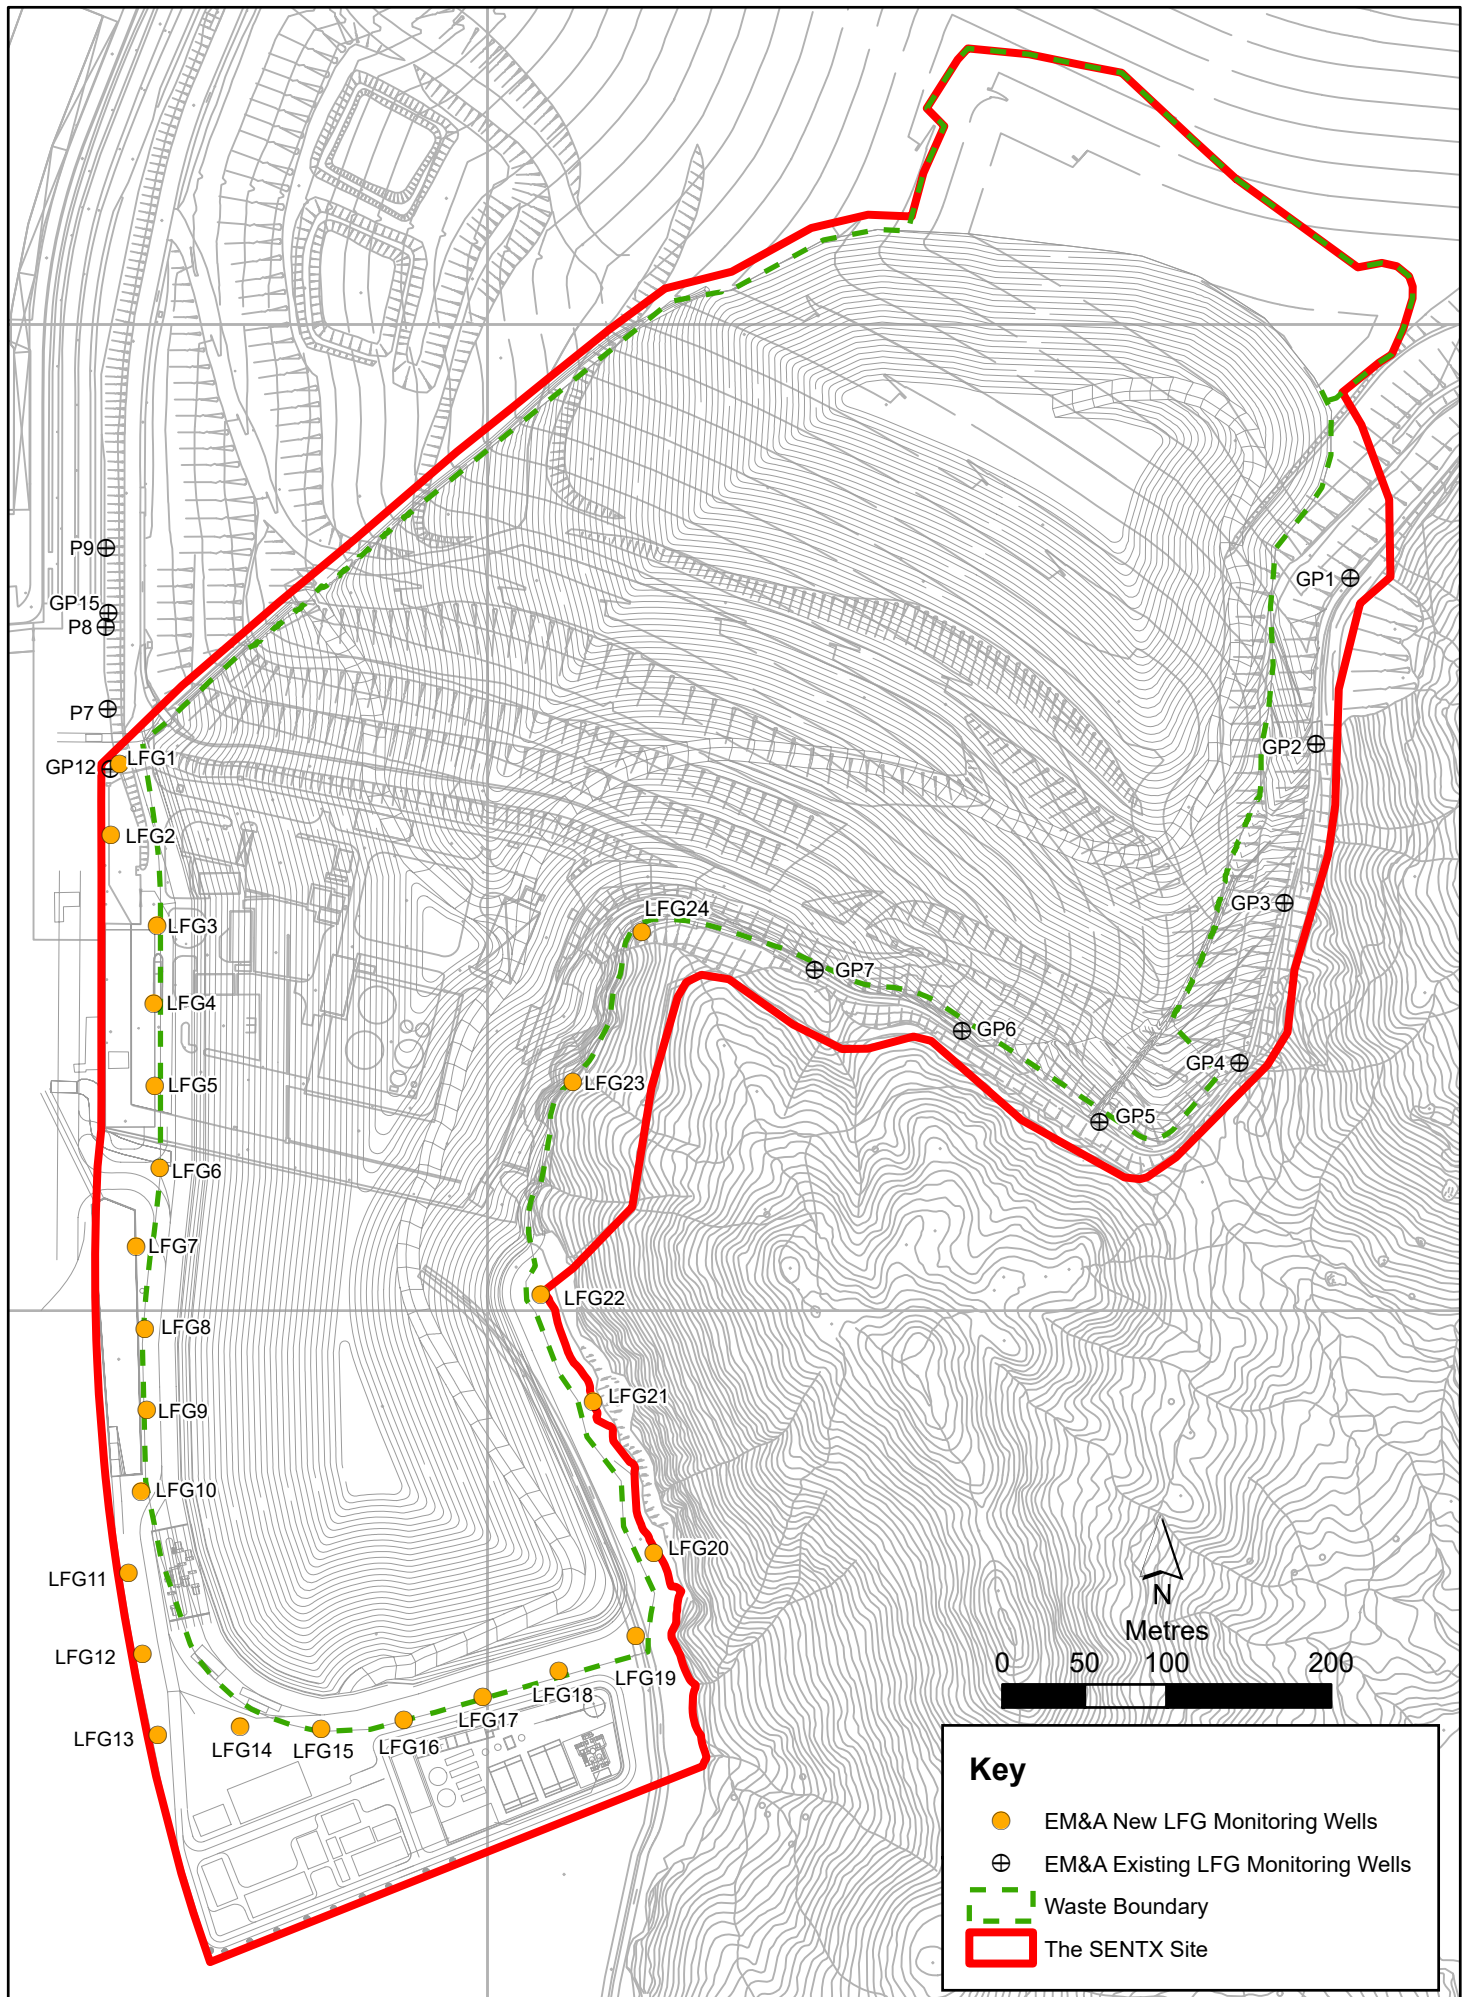 P9
GP15
P8
P7
GP1
GP2
GP12
LFG1
LFG2
GP3
LFG3
LFG24
GP7
LFG4
GP6
GP4
LFG5
LFG23
GP5
LFG6
LFG7
LFG22
LFG8
LFG9
LFG21
LFG10
LFG20
LFG11
LFG12
LFG19
LFG18
LFG17
LFG13
LFG14
LFG15
LFG16
N
Metres
0 50 100 200
Key
EM&A New LFG Monitoring Wells
EM&A Existing LFG Monitoring Wells
Waste Boundary
The SENTX Site